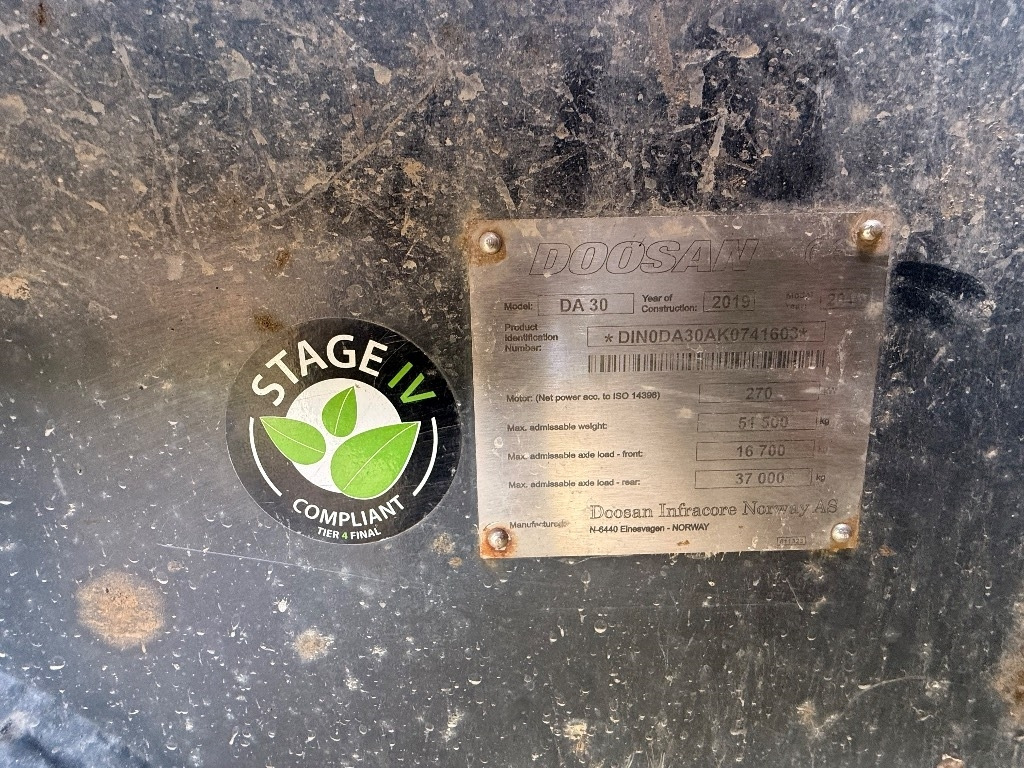 STAGE IV
COMPLIANT
TIER 4 FINAL
DOOSAN
Model: DA 30 Year of Construction: 2019
Product Identification Number: *DIN0DA30AK0741603*
Motor: (Net power acc. to ISO 14396) 270
Max. admissable weight: 51 500 kg
Max. admissable axle load - front: 16 700 kg
Max. admissable axle load - rear: 37 000 kg
Doosan Infracore Norway AS
N-6440 Elnesvagen - NORWAY